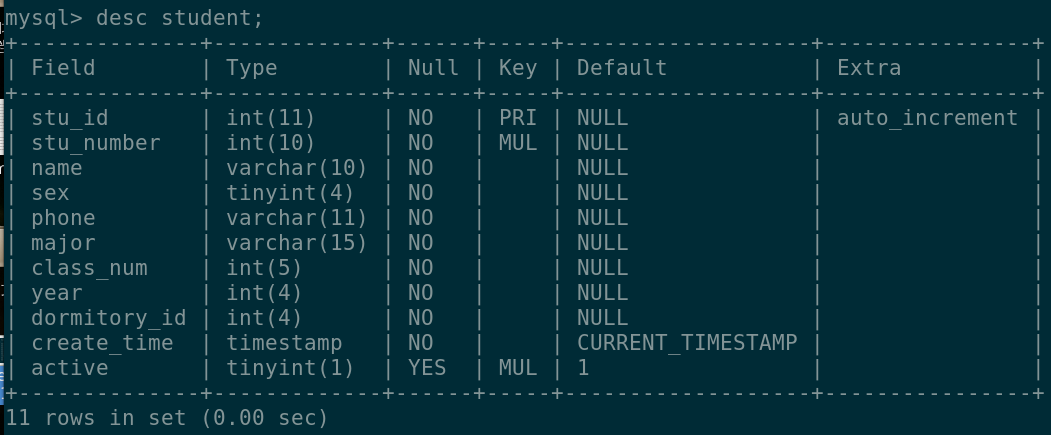 mysql> desc student;
+--------------+-------------+------+-----+-------------------+----------------+
| Field        | Type        | Null | Key | Default           | Extra          |
+--------------+-------------+------+-----+-------------------+----------------+
| stu_id       | int(11)     | NO   | PRI | NULL              | auto_increment |
| stu_number   | int(10)     | NO   | MUL | NULL              |                |
| name         | varchar(10) | NO   |     | NULL              |                |
| sex          | tinyint(4)  | NO   |     | NULL              |                |
| phone        | varchar(11) | NO   |     | NULL              |                |
| major        | varchar(15) | NO   |     | NULL              |                |
| class_num    | int(5)      | NO   |     | NULL              |                |
| year         | int(4)      | NO   |     | NULL              |                |
| dormitory_id | int(4)      | NO   |     | NULL              |                |
| create_time  | timestamp   | NO   |     | CURRENT_TIMESTAMP |                |
| active       | tinyint(1)  | YES  | MUL | 1                 |                |
+--------------+-------------+------+-----+-------------------+----------------+
11 rows in set (0.00 sec)